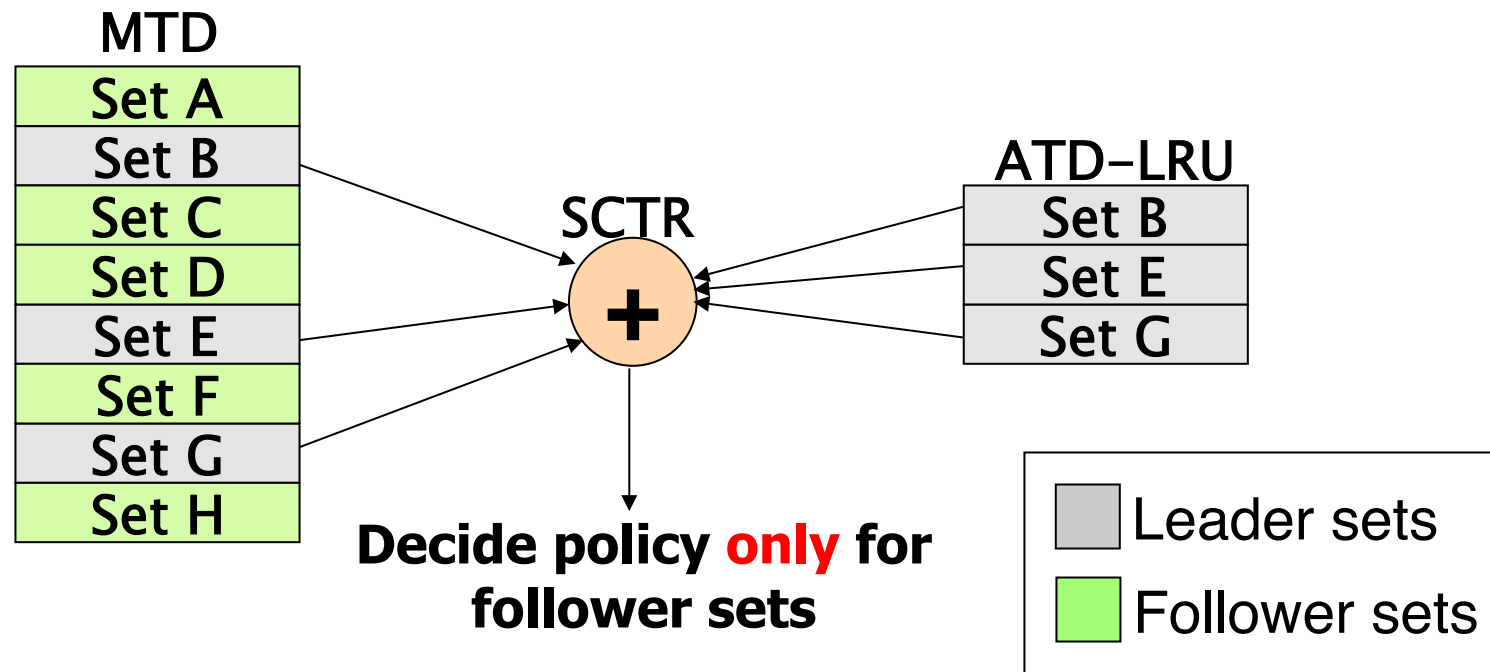 MTD
Set A
Set B
Set C
Set D
Set E
Set F
Set G
Set H
SCTR
+
ATD-LRU
Set B
Set E
Set G
Decide policy only for
follower sets
Leader sets
Follower sets